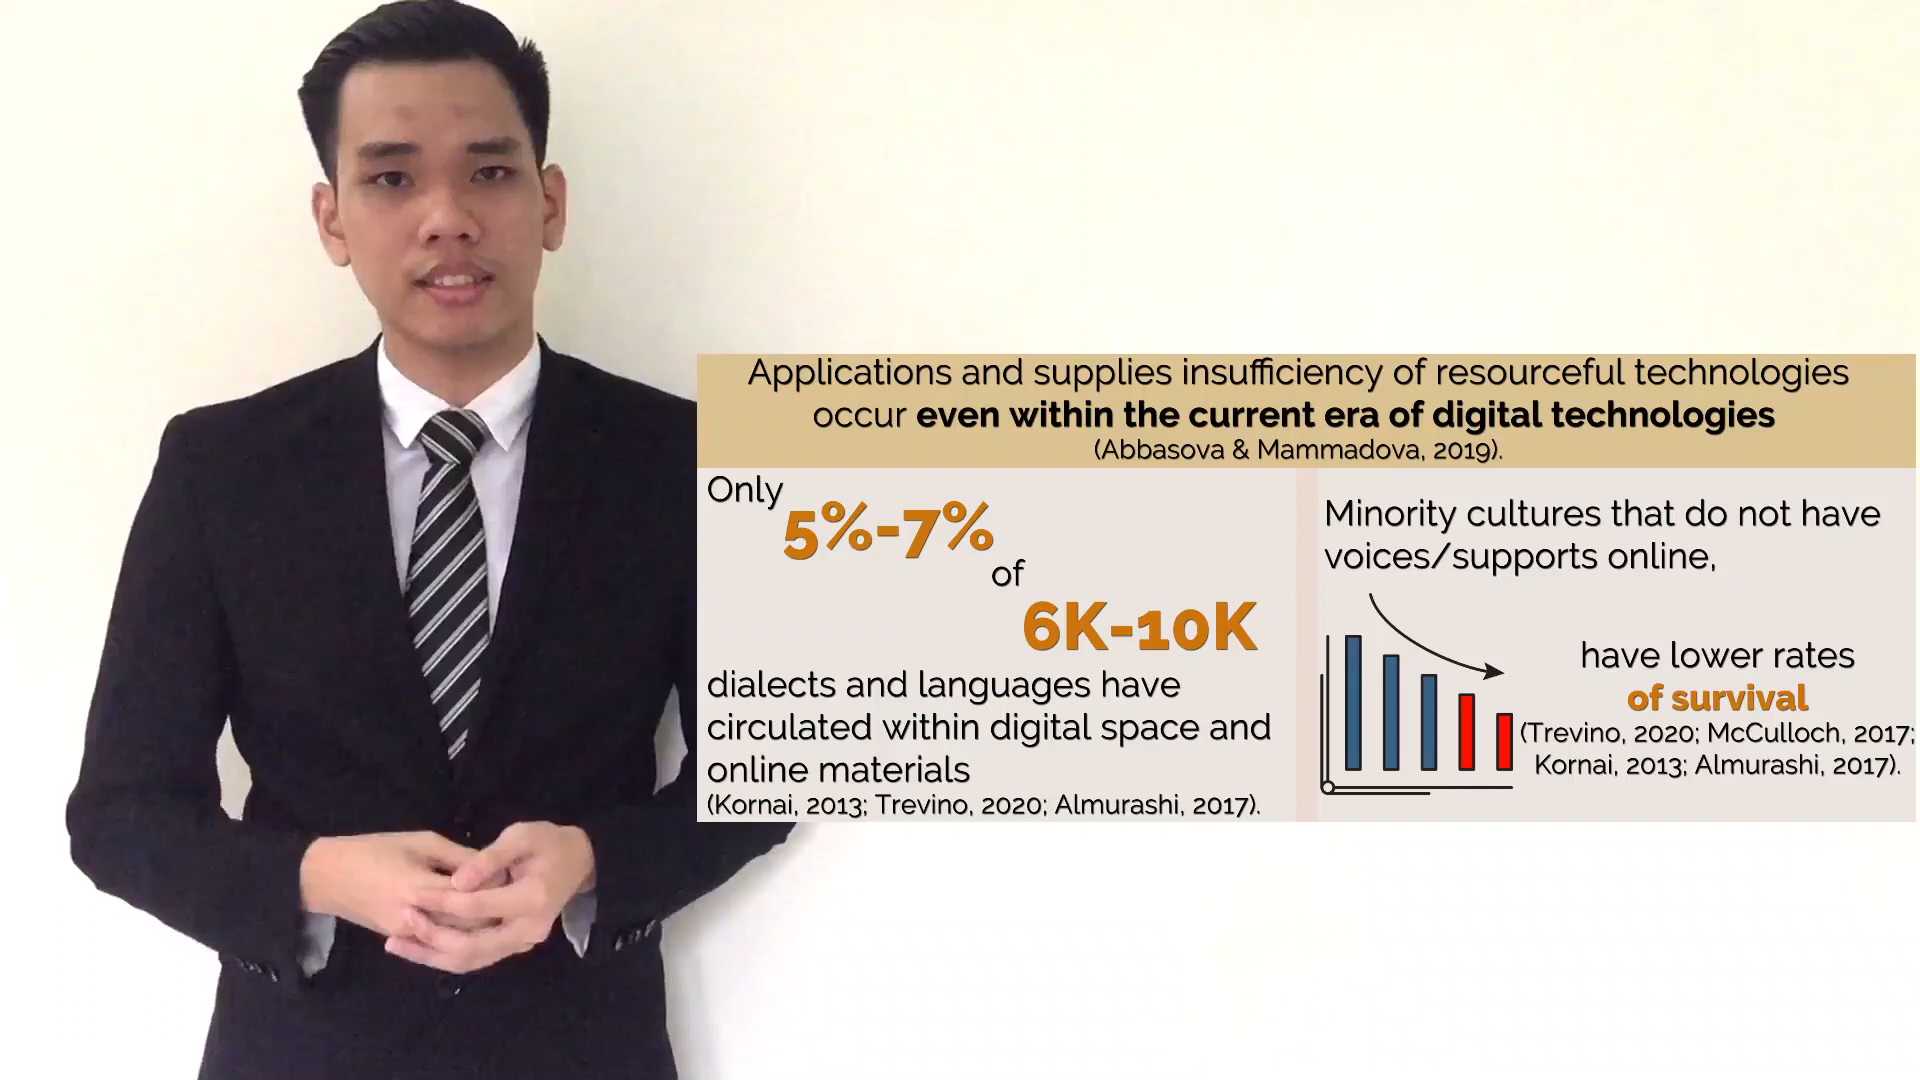 Applications and supplies insufficiency of resourceful technologies
occur even within the current era of digital technologies
(Abbasova & Mammadova, 2019).
Only
5%-7%
of
6K-10K
dialects and languages have
circulated within digital space and
online materials
(Kornai, 2013; Trevino, 2020; Almurashi, 2017).
Minority cultures that do not have
voices/supports online,
have lower rates
of survival
(Trevino, 2020; McCulloch, 2017;
Kornai, 2013; Almurashi, 2017).